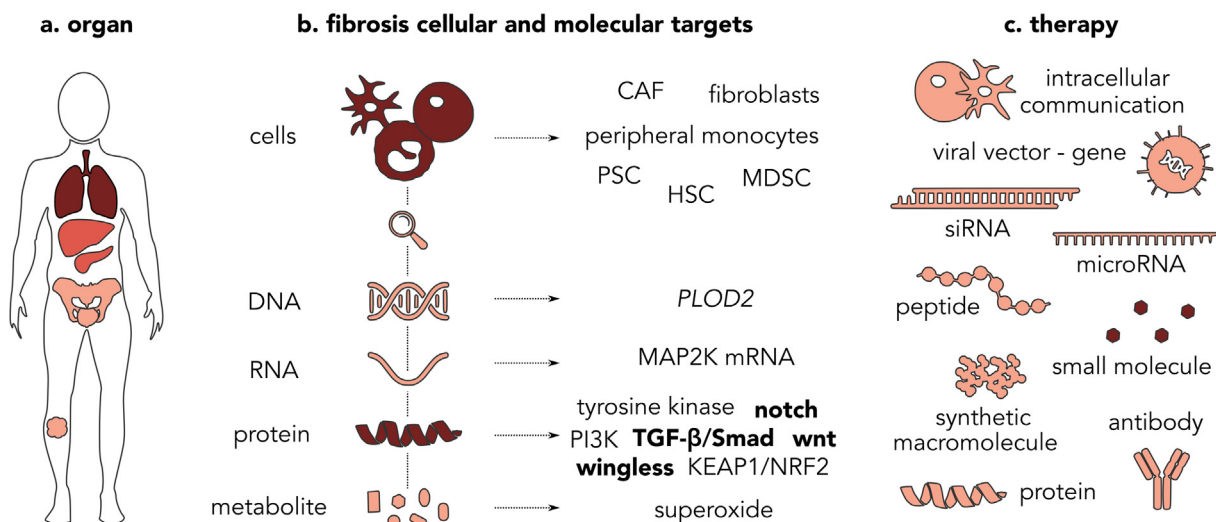 a. organ
b. fibrosis cellular and molecular targets
cells
CAF fibroblasts
peripheral monocytes
PSC MDSC
HSC
DNA
PLOD2
RNA
MAP2K mRNA
protein
tyrosine kinase notch
PI3K TGF-β/Smad wnt
wingless KEAP1/NRF2
metabolite
superoxide
c. therapy
intracellular
communication
viral vector - gene
siRNA
microRNA
peptide
small molecule
synthetic
macromolecule
antibody
protein